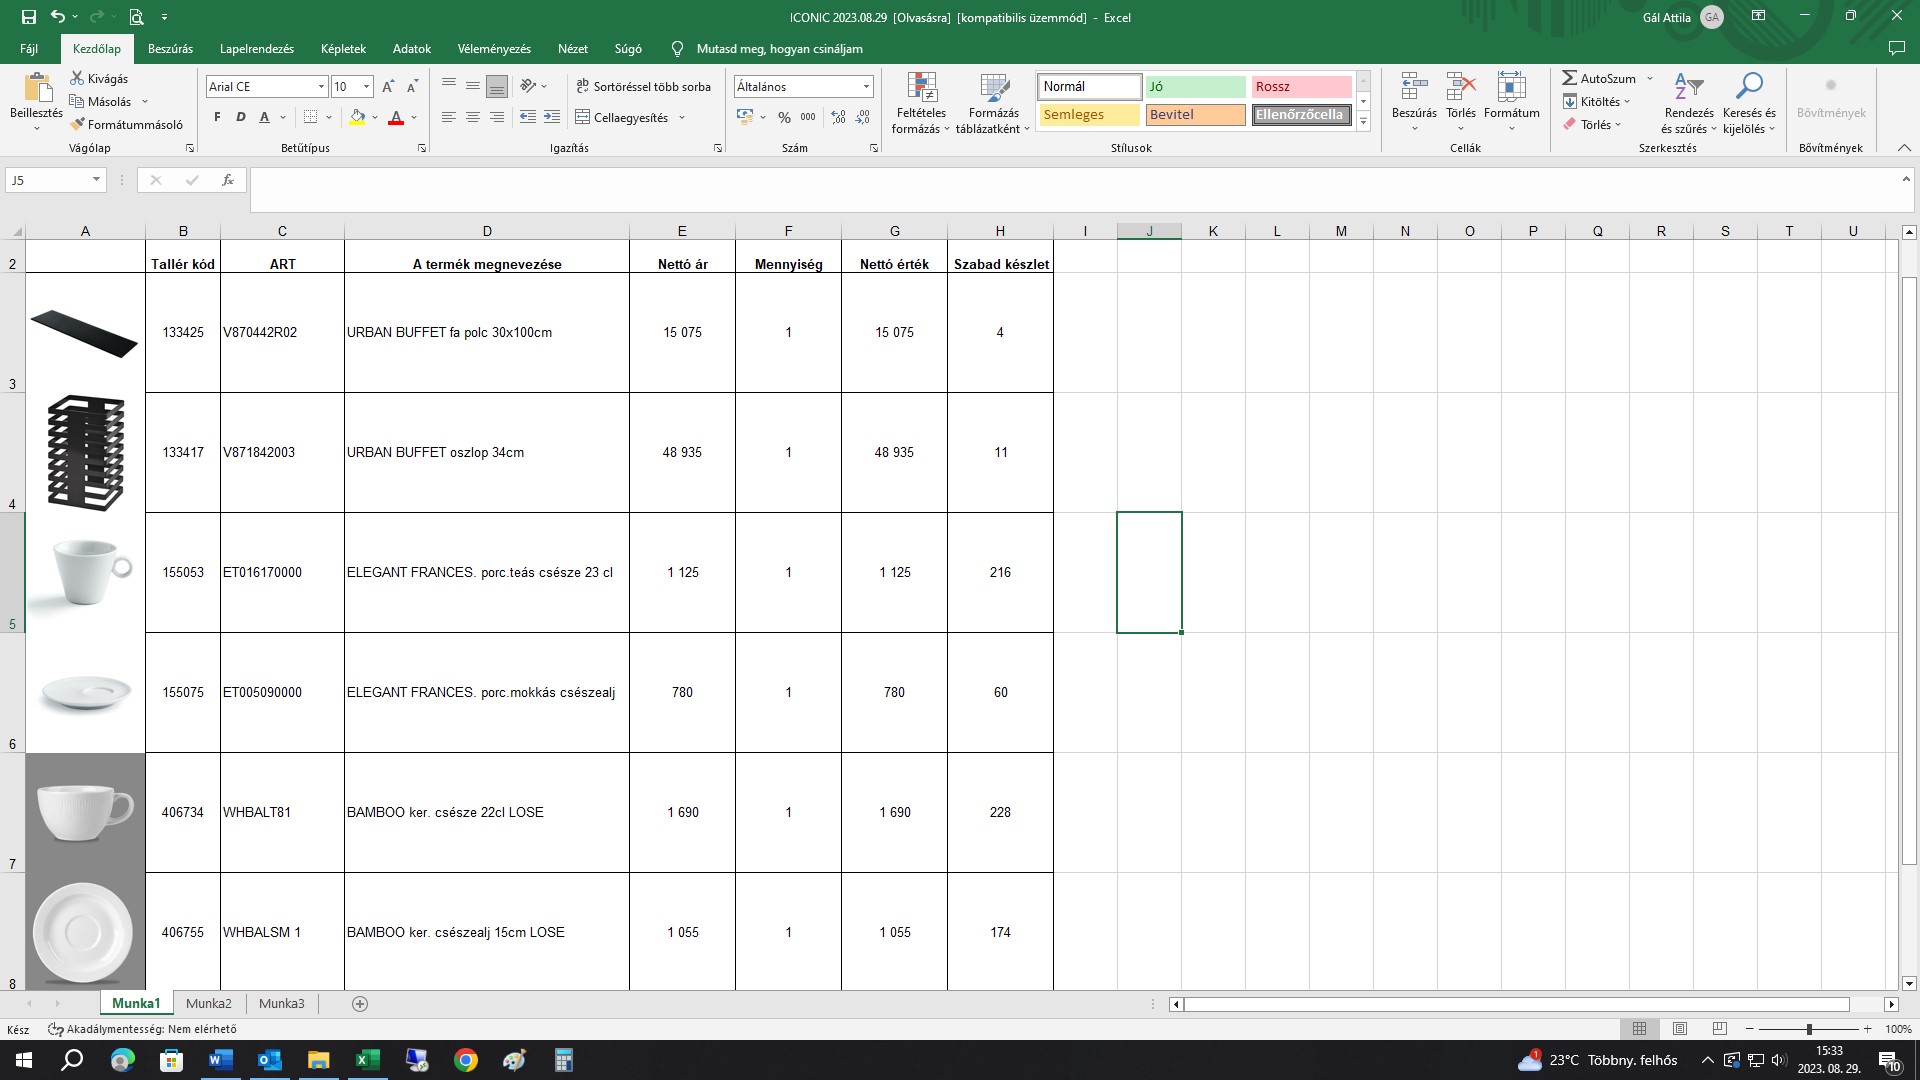 ICONIC 2023.08.29 [Olvasásra] [kompatibilis üzemmód] - Excel
Gál Attila GA
Fájl Kezdőlap Beszúrás Lapelrendezés Képletek Adatok Véleményezés Nézet Súgó Mutasd meg, hogyan csináljam
Beillesztés
Kivágás
Másolás
Formátummásoló
Vágólap
Arial CE 10
F D A
Betűtípus
Sortöréssel több sorba
Cellaegyesítés
Igazítás
Általános
% 000
Szám
Feltételes formázás
Formázás táblázatként
Normál Jó Rossz
Semleges Bevitel Ellenőrzőcella
Stílusok
Beszúrás Törlés Formátum
Cellák
AutoSzum
Kitöltés
Törlés
Rendezés és szűrés
Keresés és kijelölés
Szerkesztés
Bővítmények
Bővítmények
J5 fx
A B C D E F G H I J K L M N O P Q R S T U
2 Tallér kód ART A termék megnevezése Nettó ár Mennyiség Nettó érték Szabad készlet
3 133425 V870442R02 URBAN BUFFET fa polc 30x100cm 15 075 1 15 075 4
4 133417 V871842003 URBAN BUFFET oszlop 34cm 48 935 1 48 935 11
5 155053 ET016170000 ELEGANT FRANCES. porc.teás csésze 23 cl 1 125 1 1 125 216
6 155075 ET005090000 ELEGANT FRANCES. porc.mokkás csészealj 780 1 780 60
7 406734 WHBALT81 BAMBOO ker. csésze 22cl LOSE 1 690 1 1 690 228
8 406755 WHBALSM 1 BAMBOO ker. csészealj 15cm LOSE 1 055 1 1 055 174
Munka1 Munka2 Munka3
Kész Akadálymentesség: Nem elérhető 100%
23°C Többny. felhős
15:33
2023. 08. 29.
10